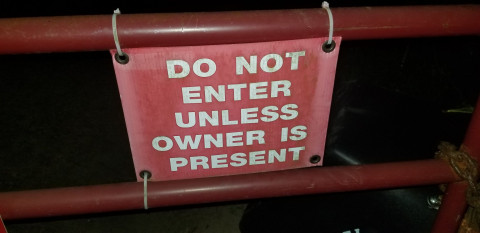 DO NOT
ENTER
UNLESS
OWNER IS
PRESENT